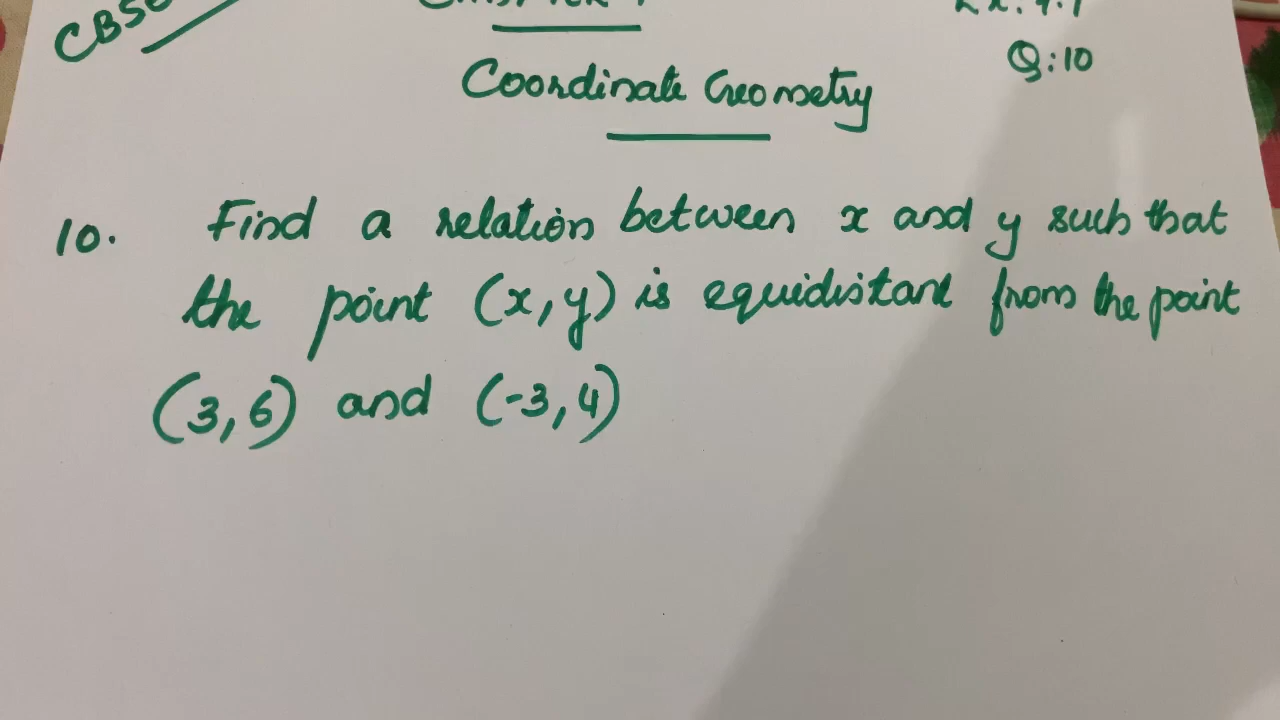 CBSE
Q:10
Coordinate Geometry
10. Find a relation between x and y such that
the point (x,y) is equidistant from the point
(3,6) and (-3,4)